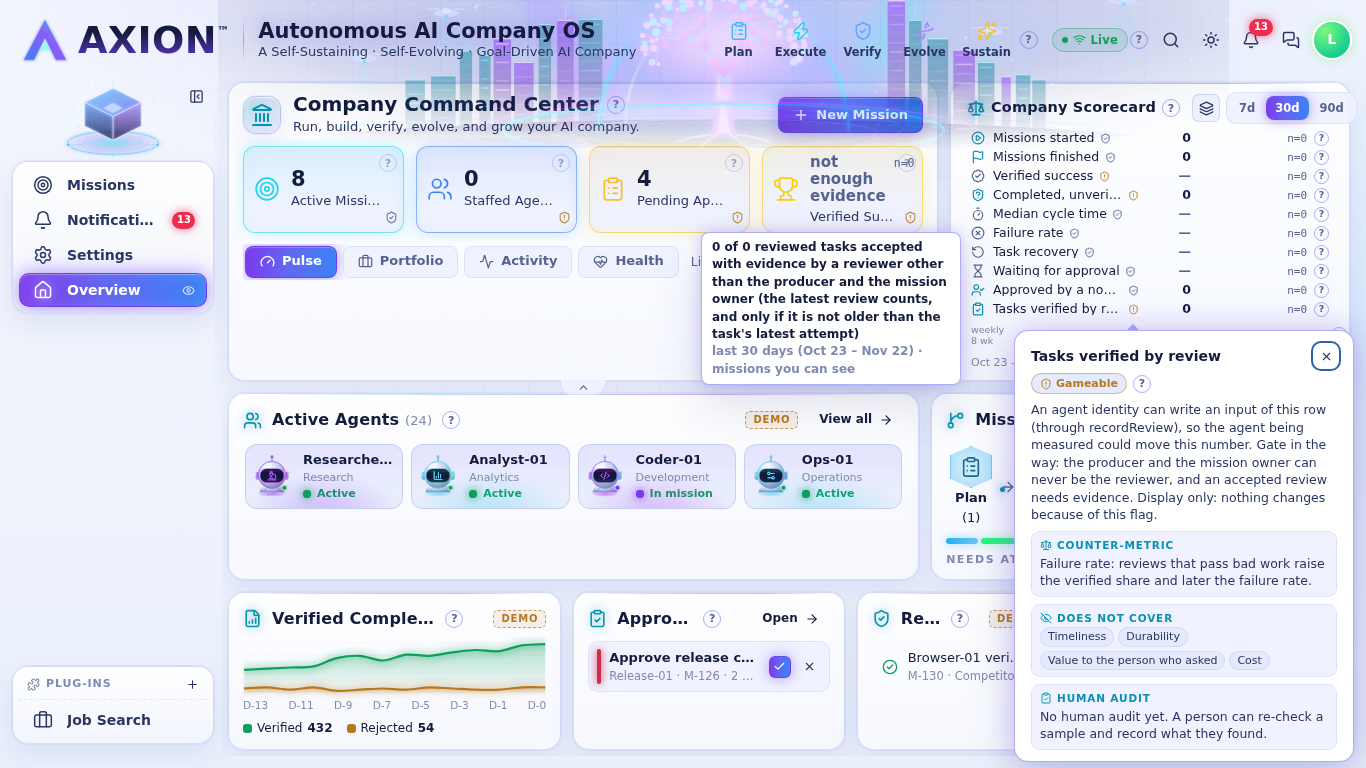 AXION™
Autonomous AI Company OS
A Self-Sustaining · Self-Evolving · Goal-Driven AI Company
Plan
Execute
Verify
Evolve
Sustain
?
Live
?
13
L
Missions
Notificati…
13
Settings
Overview
PLUG-INS
+
Job Search
Company Command Center ?
Run, build, verify, evolve, and grow your AI company.
+ New Mission
8
Active Missi…
?
0
Staffed Age…
?
4
Pending Ap…
?
not enough evidence
n=0
Verified Su…
Pulse
Portfolio
Activity
Health
Li
0 of 0 reviewed tasks accepted
with evidence by a reviewer other
than the producer and the mission
owner (the latest review counts,
and only if it is not older than the
task's latest attempt)
last 30 days (Oct 23 – Nov 22) ·
missions you can see
Company Scorecard ?
7d
30d
90d
Missions started 0 n=0 ?
Missions finished 0 n=0 ?
Verified success — n=0 ?
Completed, unveri… 0 n=0 ?
Median cycle time — n=0 ?
Failure rate — n=0 ?
Task recovery — n=0 ?
Waiting for approval — n=0 ?
Approved by a no… 0 n=0 ?
Tasks verified by r… 0 n=0 ?
weekly
8 wk
Oct 23 -
Tasks verified by review
Gameable ?
An agent identity can write an input of this row
(through recordReview), so the agent being
measured could move this number. Gate in the
way: the producer and the mission owner can
never be the reviewer, and an accepted review
needs evidence. Display only: nothing changes
because of this flag.
COUNTER-METRIC
Failure rate: reviews that pass bad work raise
the verified share and later the failure rate.
DOES NOT COVER
Timeliness
Durability
Value to the person who asked
Cost
HUMAN AUDIT
No human audit yet. A person can re-check a
sample and record what they found.
Active Agents (24) ?
DEMO
View all
Researche…
Research
Active
Analyst-01
Analytics
Active
Coder-01
Development
In mission
Ops-01
Operations
Active
Miss
Plan
(1)
NEEDS AT
Verified Comple… ?
DEMO
D-13 D-11 D-9 D-7 D-5 D-3 D-1 D-0
Verified 432
Rejected 54
Appro… ?
Open
Approve release c…
Release-01 · M-126 · 2 …
Re… ?
DE
Browser-01 veri…
M-130 · Competito